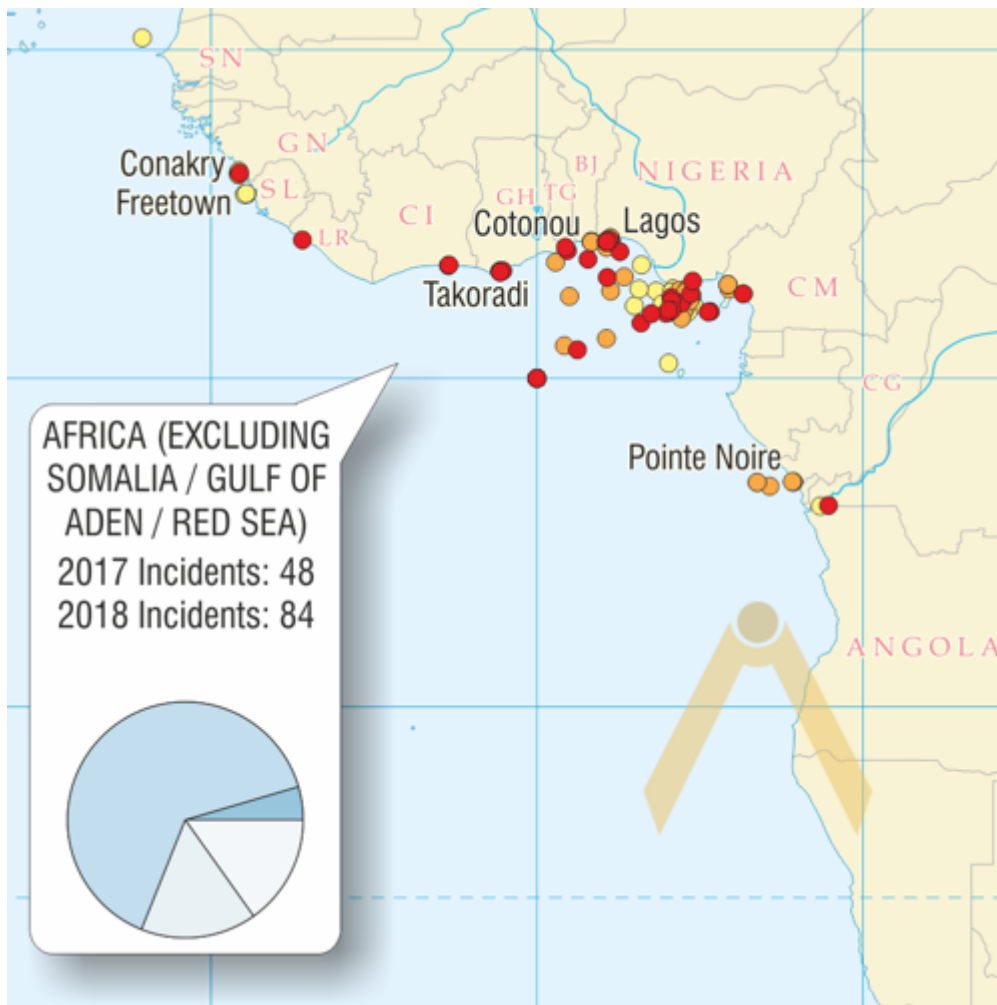 SN
GN
Conakry
SL
Freetown
LR
CI
GH
TG
BJ
NIGERIA
Cotonou
Lagos
Takoradi
CM
CG
Pointe Noire
ANGOLA
AFRICA (EXCLUDING
SOMALIA / GULF OF
ADEN / RED SEA)
2017 Incidents: 48
2018 Incidents: 84